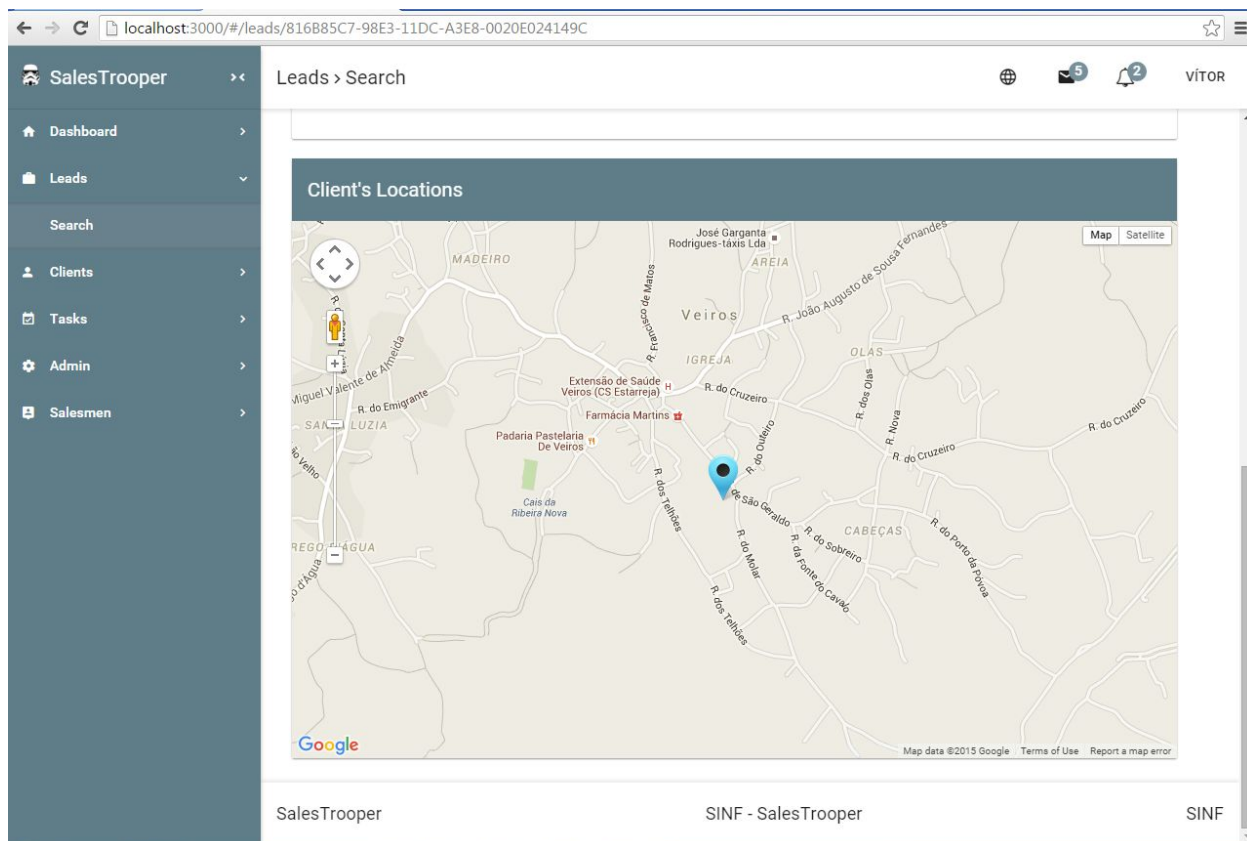 localhost:3000/#/leads/816B85C7-98E3-11DC-A3E8-0020E024149C
SalesTrooper
Leads › Search
5
2
VÍTOR
Dashboard
Leads
Search
Clients
Tasks
Admin
Salesmen
Client's Locations
Map
Satellite
José Garganta
Rodrigues-táxis Lda
MADEIRO
AREIA
R. João Augusto de Sousa Fernandes
R. Francisco de Matos
Veiros
IGREJA
OLAS
Miguel Valente de Almeida
Extensão de Saúde
Veiros (CS Estarreja)
R. do Cruzeiro
R. dos Olas
R. do Emigrante
Farmácia Martins
R. Nova
R. do Cruzeiro
LUZIA
Padaria Pastelaria
De Veiros
R. do Outeiro
R. do Cruzeiro
Cais da
Ribeira Nova
R. dos Telhões
de São Geraldo
R. do Sobreiro
CABEÇAS
R. do Porto da Póvoa
R. do Molar
R. da Fonte do Cavalo
R. dos Telhões
Google
Map data ©2015 Google
Terms of Use
Report a map error
SalesTrooper
SINF - SalesTrooper
SINF